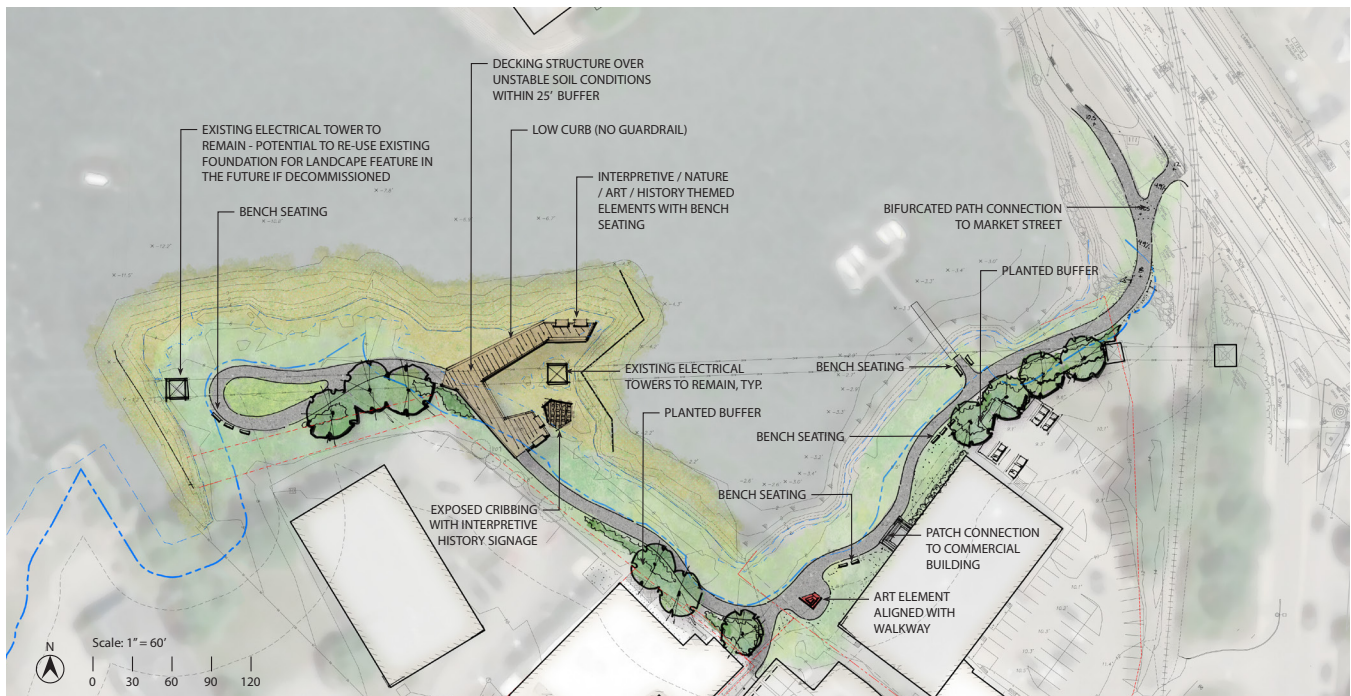 DECKING STRUCTURE OVER
UNSTABLE SOIL CONDITIONS
WITHIN 25' BUFFER
EXISTING ELECTRICAL TOWER TO
REMAIN - POTENTIAL TO RE-USE EXISTING
FOUNDATION FOR LANDCAPE FEATURE IN
THE FUTURE IF DECOMMISSIONED
LOW CURB (NO GUARDRAIL)
INTERPRETIVE / NATURE
/ ART / HISTORY THEMED
ELEMENTS WITH BENCH
SEATING
BENCH SEATING
BIFURCATED PATH CONNECTION
TO MARKET STREET
PLANTED BUFFER
EXISTING ELECTRICAL
TOWERS TO REMAIN, TYP.
BENCH SEATING
PLANTED BUFFER
BENCH SEATING
BENCH SEATING
EXPOSED CRIBBING
WITH INTERPRETIVE
HISTORY SIGNAGE
PATCH CONNECTION
TO COMMERCIAL
BUILDING
ART ELEMENT
ALIGNED WITH
WALKWAY
N
Scale: 1" = 60'
0 30 60 90 120